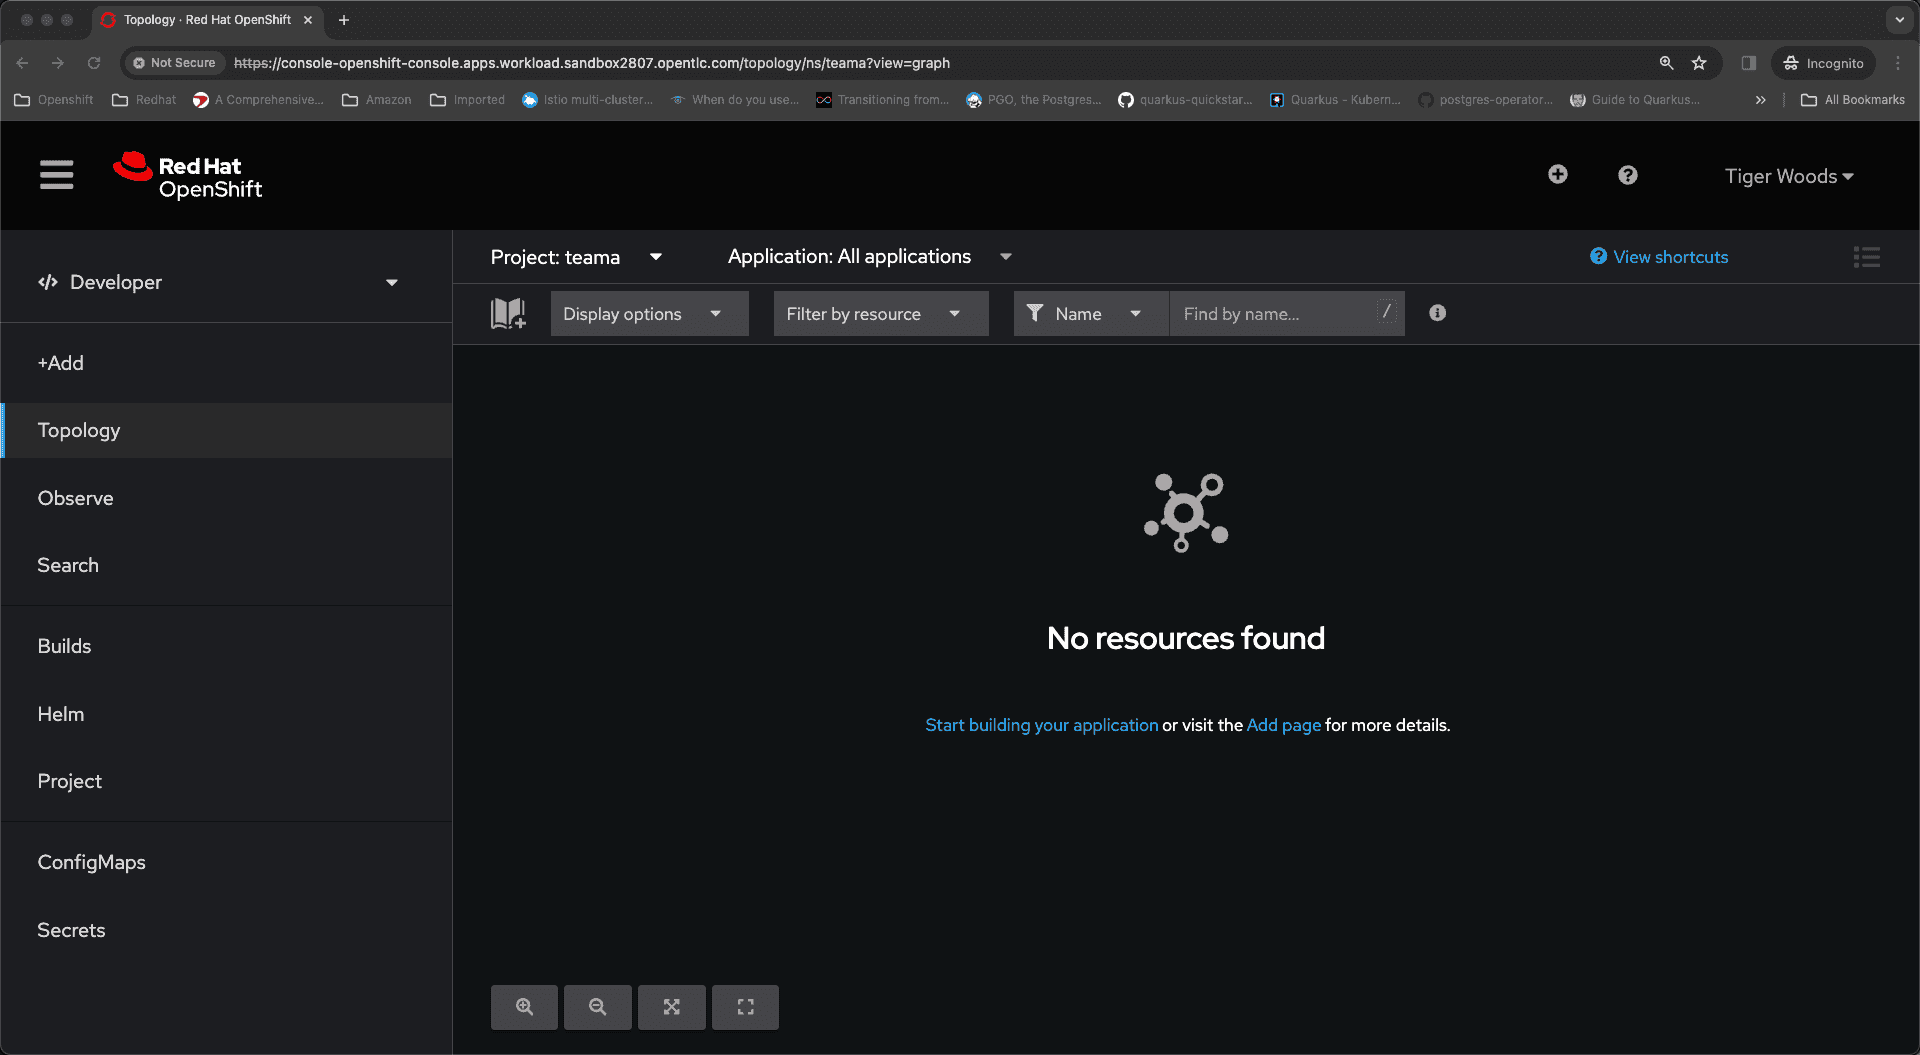 Topology · Red Hat OpenShift
Not Secure https://console-openshift-console.apps.workload.sandbox2807.opentlc.com/topology/ns/teama?view=graph Incognito
Openshift Redhat A Comprehensive... Amazon Imported Istio multi-cluster... When do you use... Transitioning from... PGO, the Postgres... quarkus-quickstar... Quarkus - Kubern... postgres-operator... Guide to Quarkus... » All Bookmarks
Red Hat
OpenShift
Tiger Woods
Developer
+Add
Topology
Observe
Search
Builds
Helm
Project
ConfigMaps
Secrets
Project: teama Application: All applications View shortcuts
Display options Filter by resource Name Find by name... /
No resources found
Start building your application or visit the Add page for more details.